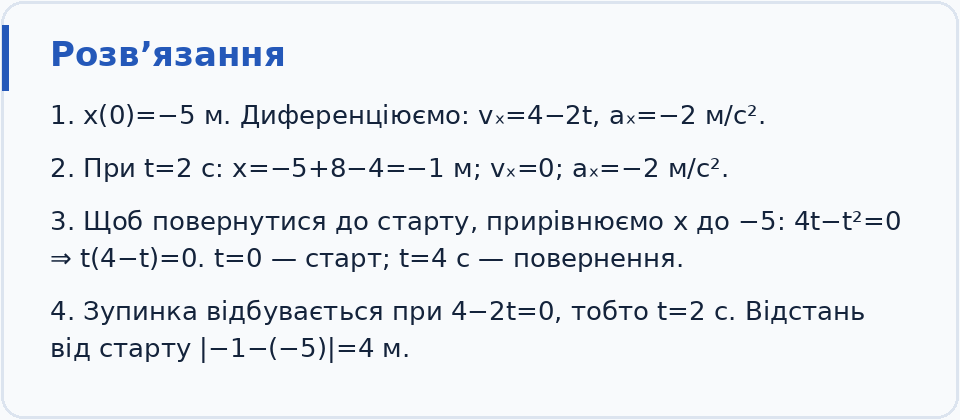 Розв’язання
1. x(0)=−5 м. Диференціюємо: vₓ=4−2t, aₓ=−2 м/с².
2. При t=2 с: x=−5+8−4=−1 м; vₓ=0; aₓ=−2 м/с².
3. Щоб повернутися до старту, прирівнюємо x до −5: 4t−t²=0
⇒ t(4−t)=0. t=0 — старт; t=4 с — повернення.
4. Зупинка відбувається при 4−2t=0, тобто t=2 с. Відстань
від старту |−1−(−5)|=4 м.